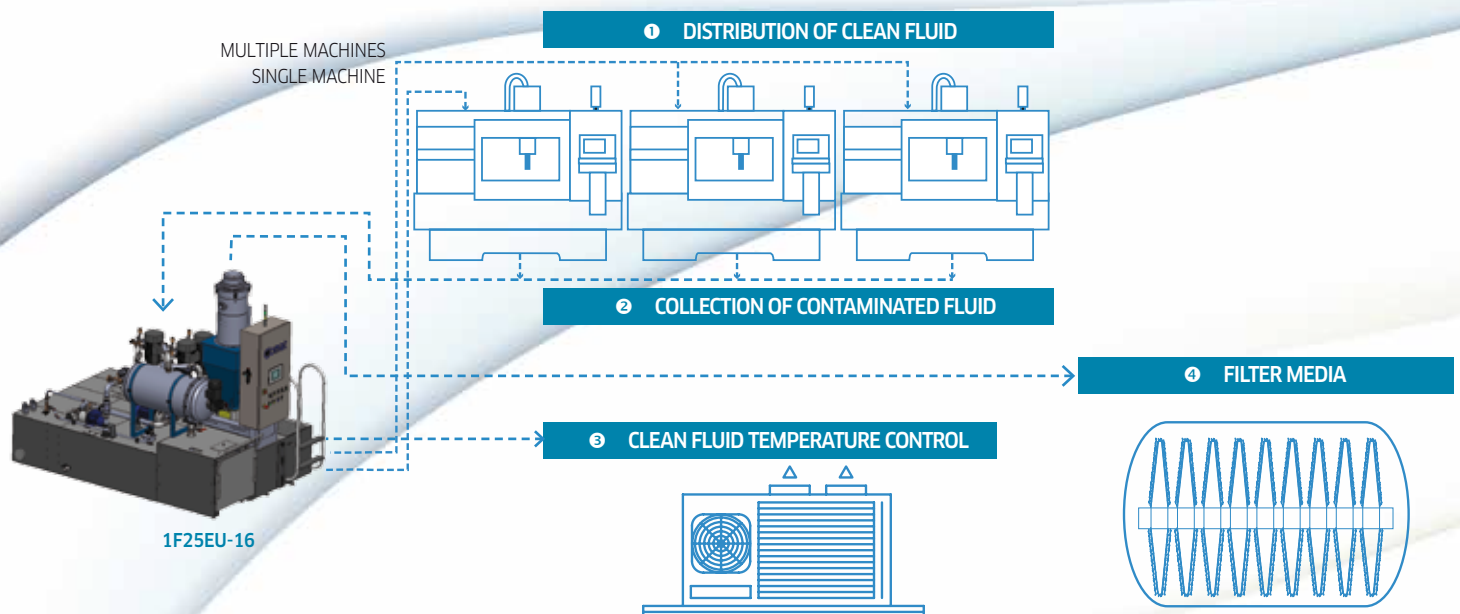 ❶ DISTRIBUTION OF CLEAN FLUID
MULTIPLE MACHINES
SINGLE MACHINE
❷ COLLECTION OF CONTAMINATED FLUID
❹ FILTER MEDIA
❸ CLEAN FLUID TEMPERATURE CONTROL
1F25EU-16